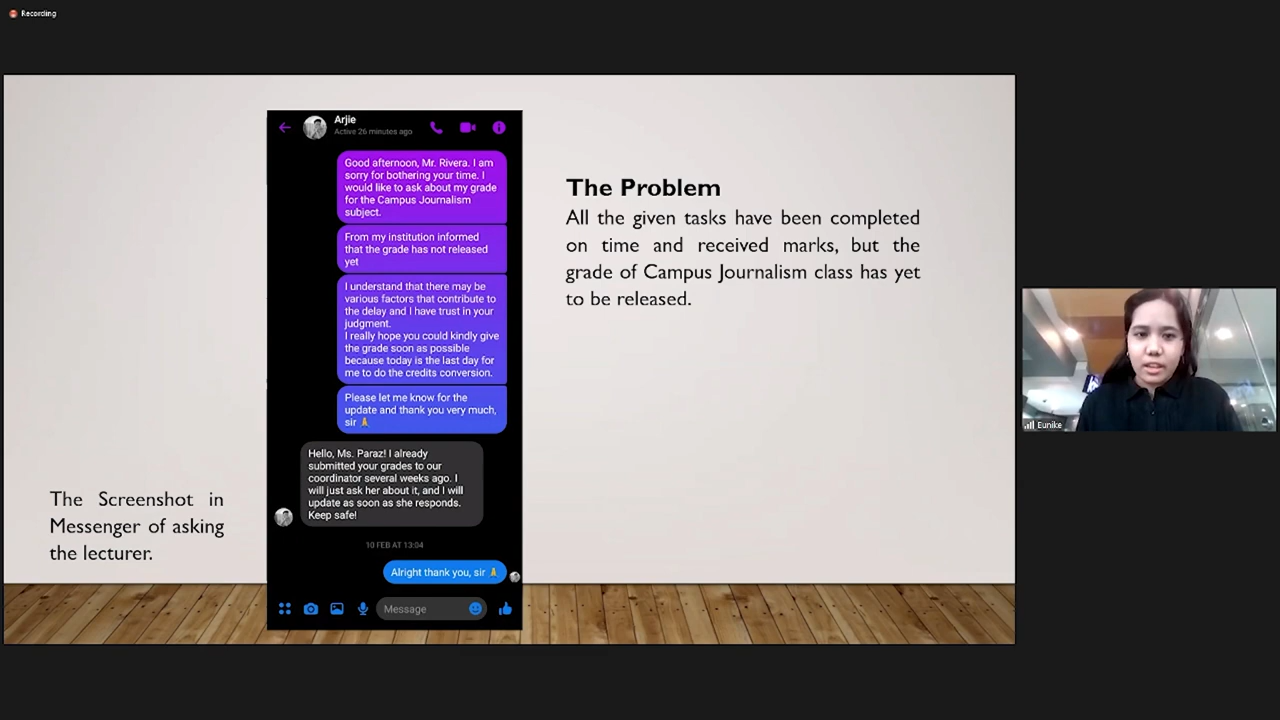 Recording
Arjie
Active 26 minutes ago
Good afternoon, Mr. Rivera. I am
sorry for bothering your time. I
would like to ask about my grade
for the Campus Journalism
subject.
From my institution informed
that the grade has not released
yet
I understand that there may be
various factors that contribute to
the delay and I have trust in your
judgment.
I really hope you could kindly give
the grade soon as possible
because today is the last day for
me to do the credits conversion.
Please let me know for the
update and thank you very much,
sir 🙏
Hello, Ms. Paraz! I already
submitted your grades to our
coordinator several weeks ago. I
will just ask her about it, and I will
update as soon as she responds.
Keep safe!
10 FEB AT 13:04
Alright thank you, sir 🙏
Message
The Screenshot in
Messenger of asking
the lecturer.
The Problem
All the given tasks have been completed
on time and received marks, but the
grade of Campus Journalism class has yet
to be released.
Eunike